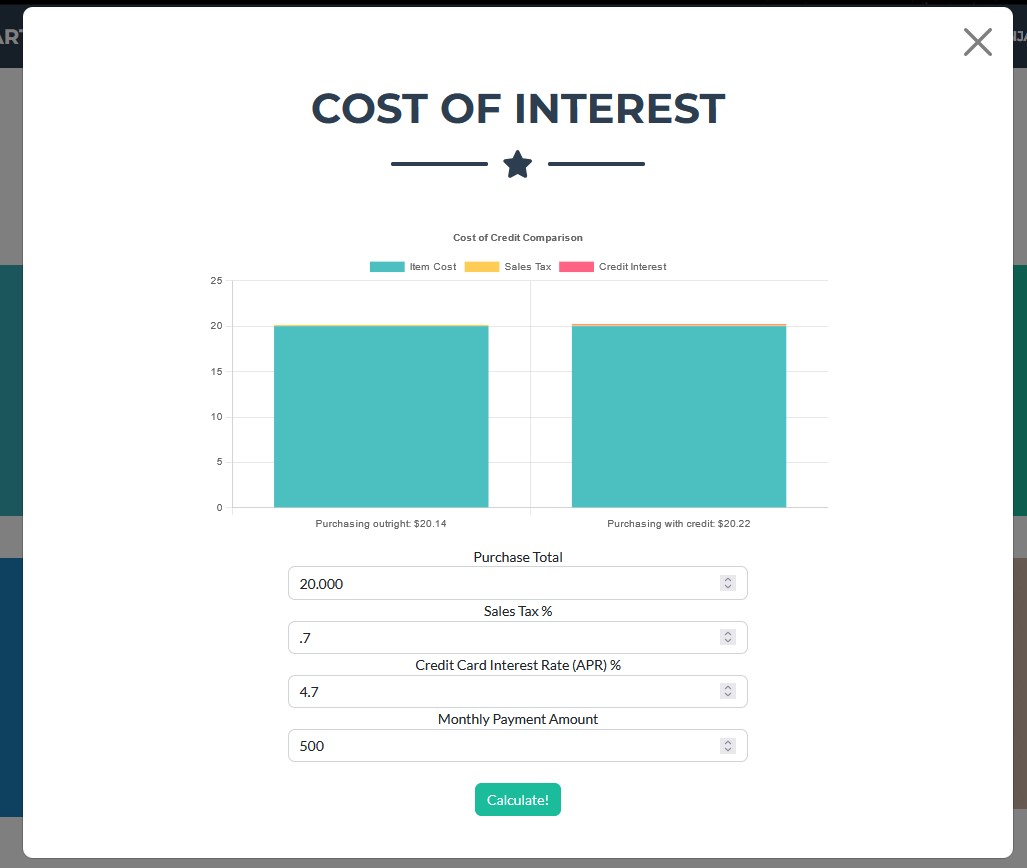 COST OF INTEREST
Cost of Credit Comparison
Item Cost Sales Tax Credit Interest
25
20
15
10
5
0
Purchasing outright: $20.14 Purchasing with credit: $20.22
Purchase Total
20.000
Sales Tax %
.7
Credit Card Interest Rate (APR) %
4.7
Monthly Payment Amount
500
Calculate!